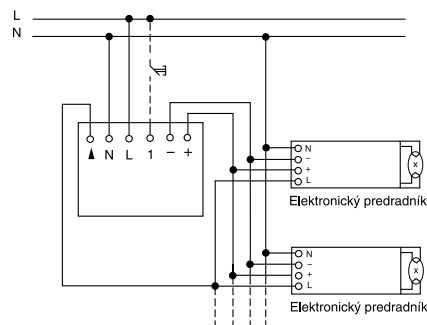 L
N
▲ N L 1 − +
N
−
+
L
x
Elektronický predradník
N
−
+
L
x
Elektronický predradník